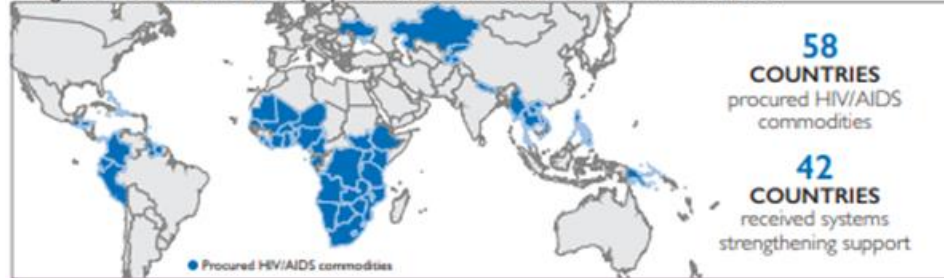 58
COUNTRIES
procured HIV/AIDS
commodities
42
COUNTRIES
received systems
strengthening support
Procured HIV/AIDS commodities